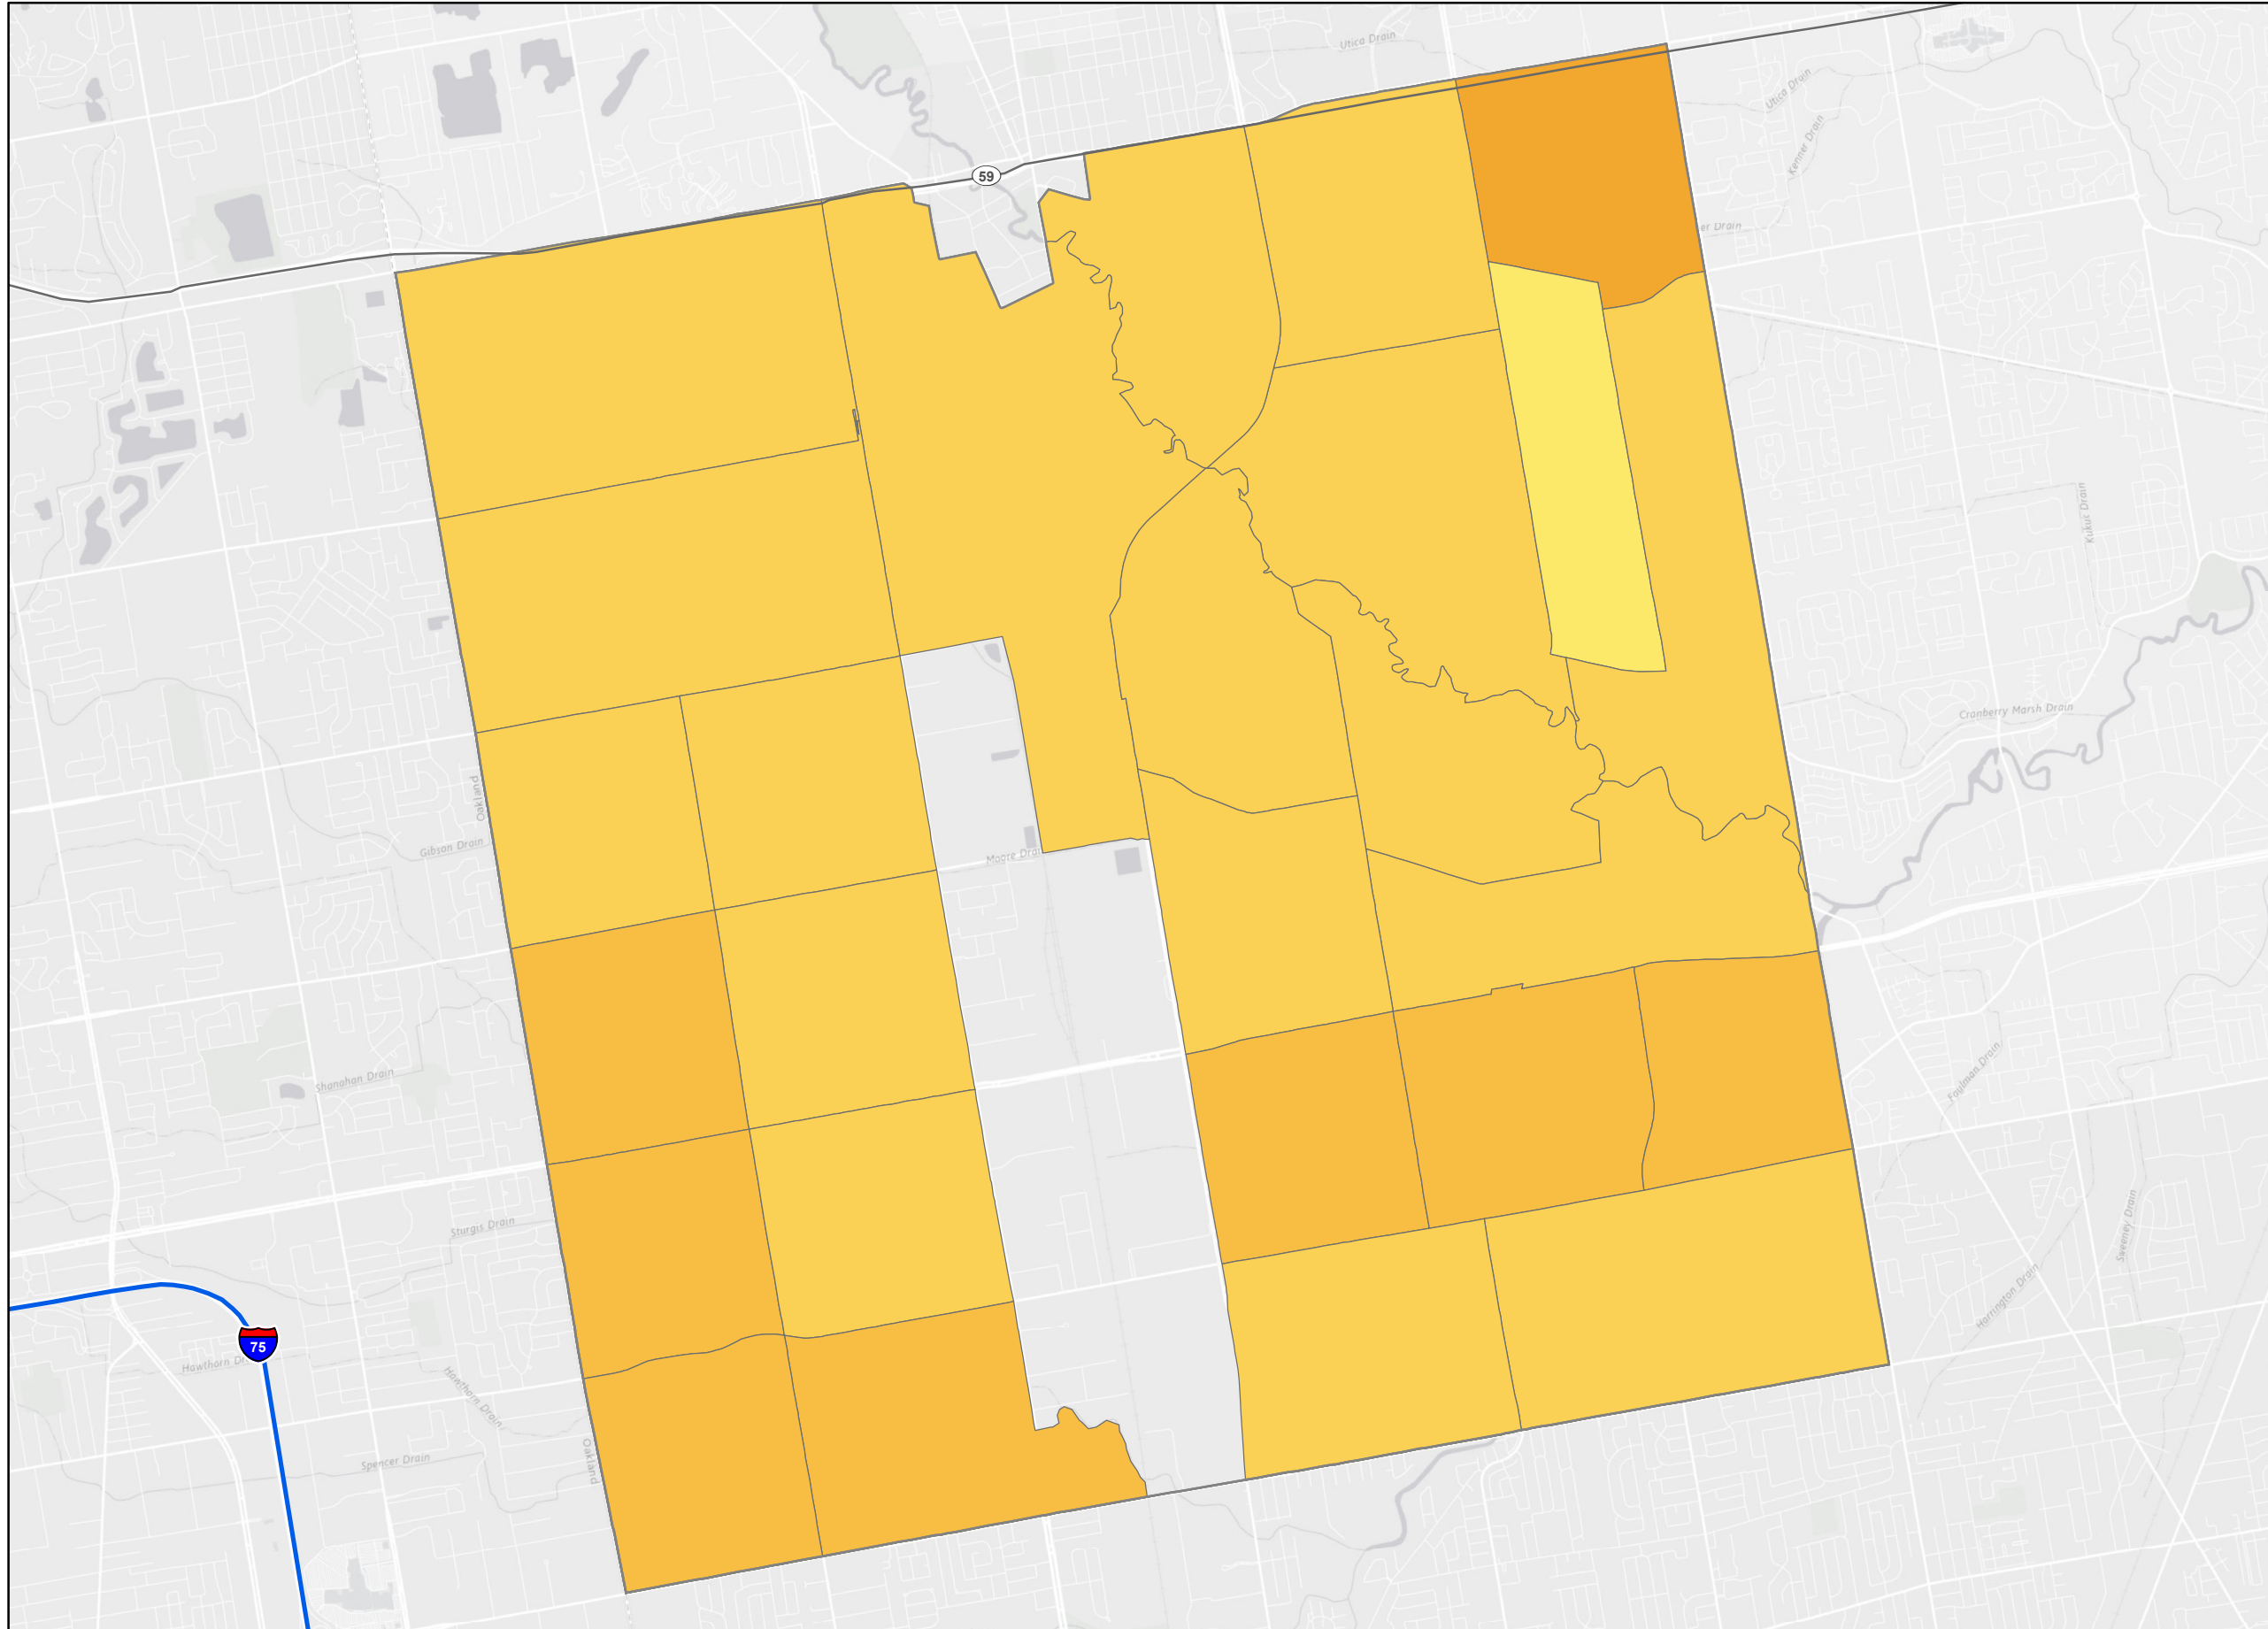 Utica Drain
Utica Drain
Kenner Drain
59
er Drain
Kukuk Drain
Cranberry Marsh Drain
Oakland
Gibson Drain
Moore Drai
Shanahan Drain
Faulman Drain
Sturgis Drain
Sweeney Drain
Harrington Drain
75
Hawthorn Dr
Hawthorn Drain
Oakland
Spencer Drain